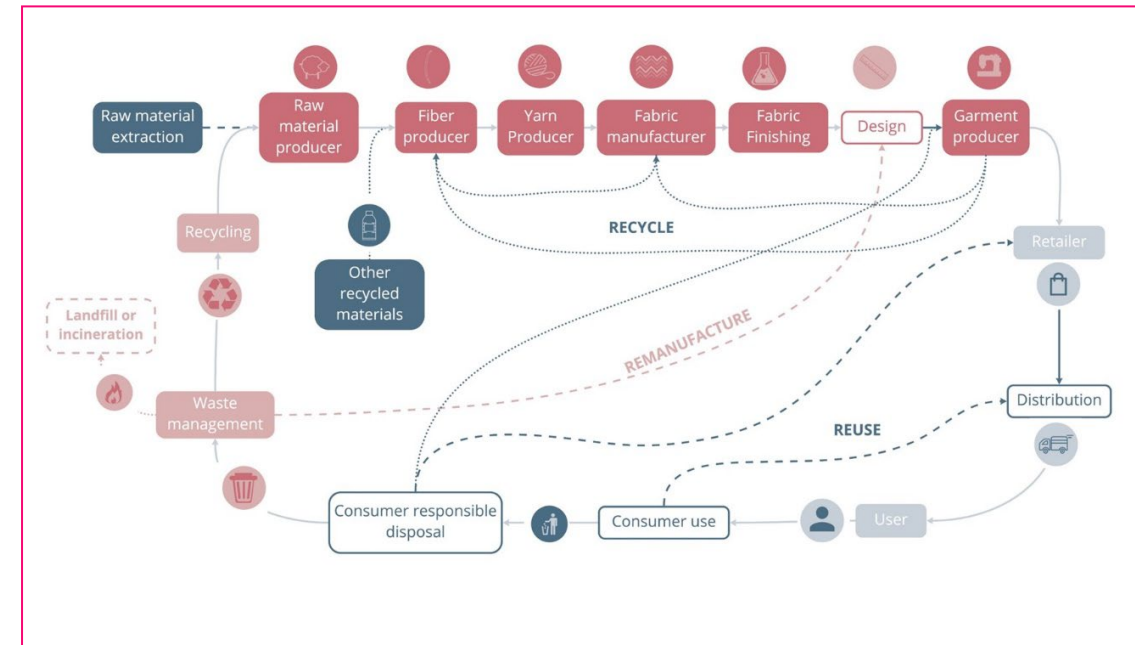 Raw material
extraction
Raw
material
producer
Fiber
producer
Yarn
Producer
Fabric
manufacturer
Fabric
Finishing
Design
Garment
producer
Recycling
RECYCLE
Retailer
Other
recycled
materials
Landfill or
incineration
REMANUFACTURE
Waste
management
Distribution
REUSE
Consumer responsible
disposal
Consumer use
User